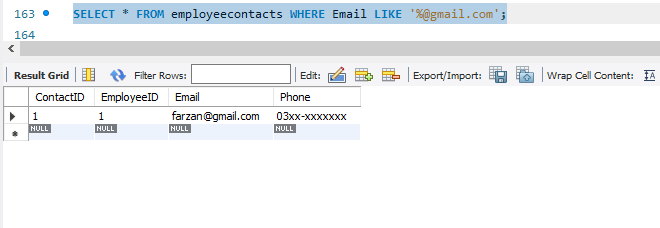 163 SELECT * FROM employeecontacts WHERE Email LIKE '%@gmail.com';
164
Result Grid Filter Rows: Edit: Export/Import: Wrap Cell Content: IA
ContactID EmployeeID Email Phone
1 1 farzan@gmail.com 03xx-xxxxxxx
NULL NULL NULL NULL